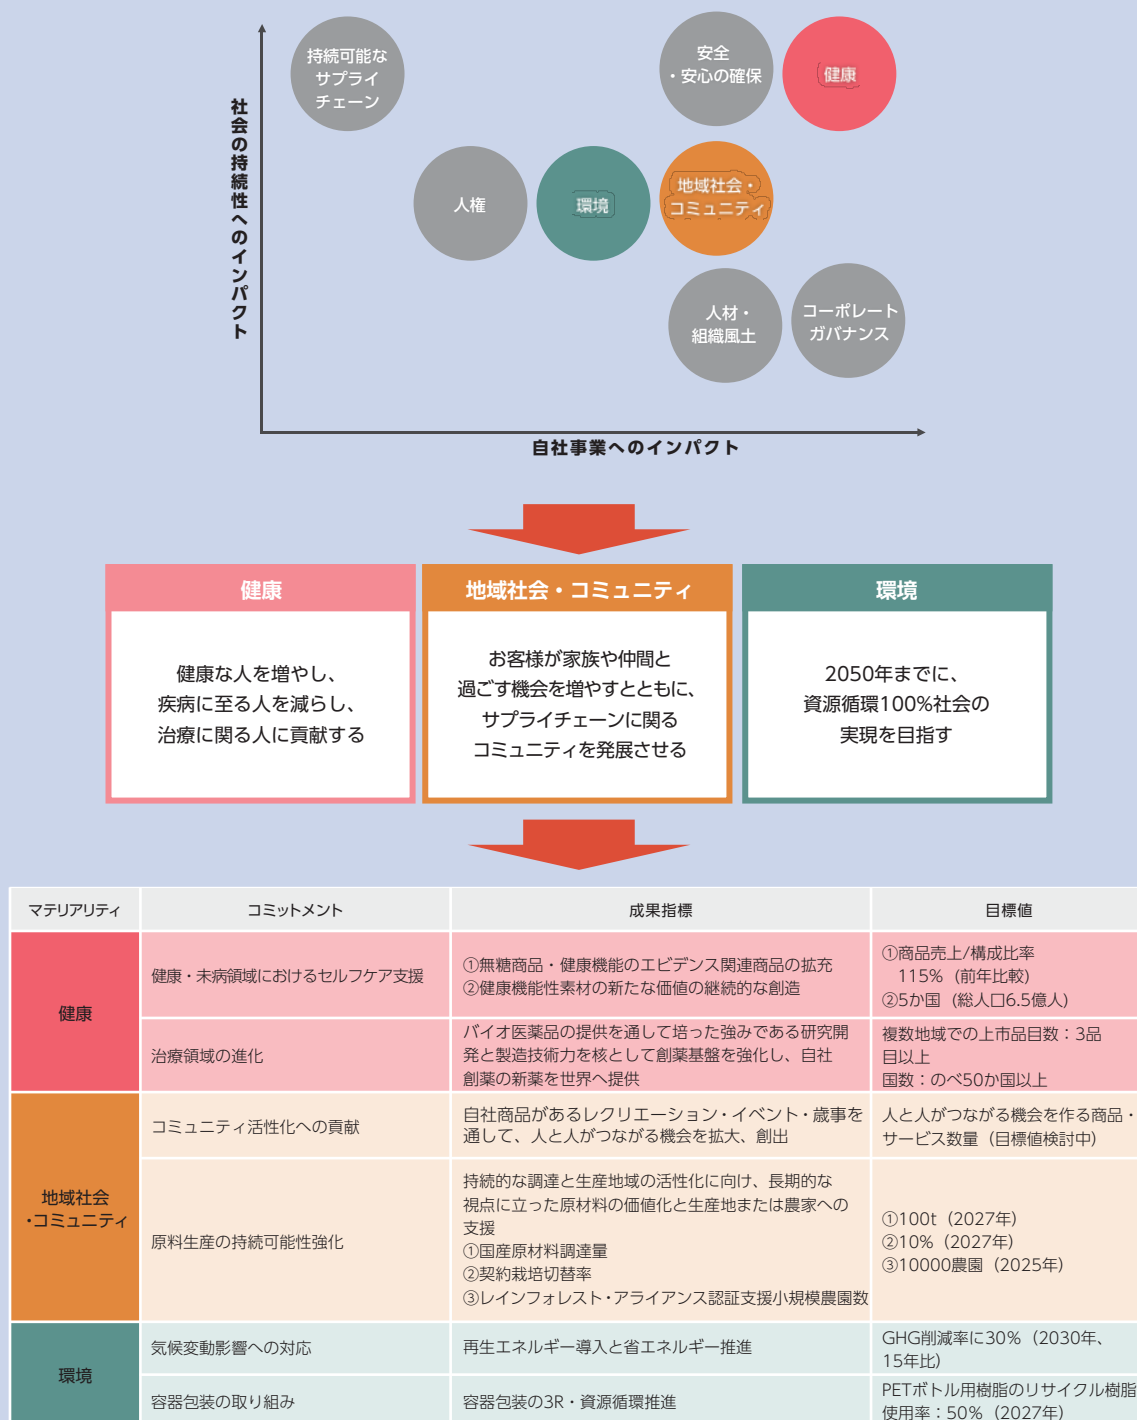 持続可能な
サプライ
チェーン
安全
・安心の確保
健康
人権
環境
地域社会・
コミュニティ
人材・
組織風土
コーポレート
ガバナンス
社会の持続性へのインパクト
自社事業へのインパクト
健康
健康な人を増やし、
疾病に至る人を減らし、
治療に関る人に貢献する
地域社会・コミュニティ
お客様が家族や仲間と
過ごす機会を増やすとともに、
サプライチェーンに関る
コミュニティを発展させる
環境
2050年までに、
資源循環100%社会の
実現を目指す
マテリアリティ
コミットメント
成果指標
目標値
健康
健康・未病領域におけるセルフケア支援
①無糖商品・健康機能のエビデンス関連商品の拡充
②健康機能性素材の新たな価値の継続的な創造
①商品売上/構成比率
115%(前年比較)
②5か国(総人口6.5億人)
治療領域の進化
バイオ医薬品の提供を通して培った強みである研究開
発と製造技術力を核として創薬基盤を強化し、自社
創薬の新薬を世界へ提供
複数地域での上市品目数：3品
目以上
国数：のべ50か国以上
地域社会
・コミュニティ
コミュニティ活性化への貢献
自社商品があるレクリエーション・イベント・歳事を
通して、人と人がつながる機会を拡大、創出
人と人がつながる機会を作る商品・
サービス数量(目標値検討中)
原料生産の持続可能性強化
持続的な調達と生産地域の活性化に向け、長期的な
視点に立った原材料の価値化と生産地または農家への
支援
①国産原材料調達量
②契約栽培切替率
③レインフォレスト・アライアンス認証支援小規模農園数
①100t(2027年)
②10%(2027年)
③10000農園(2025年)
環境
気候変動影響への対応
再生エネルギー導入と省エネルギー推進
GHG削減率に30%(2030年、
15年比)
容器包装の取り組み
容器包装の3R・資源循環推進
PETボトル用樹脂のリサイクル樹脂
使用率：50%(2027年)